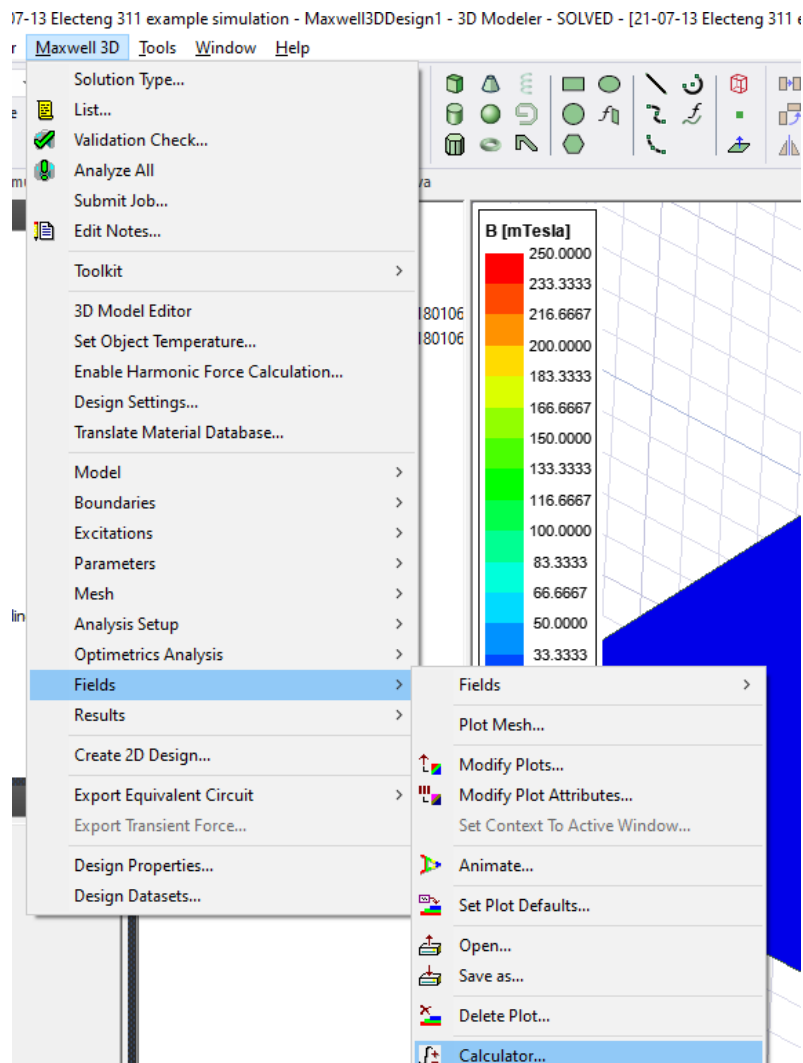 07-13 Electeng 311 example simulation - Maxwell3DDesign1 - 3D Modeler - SOLVED - [21-07-13 Electeng 311 e
r Maxwell 3D Tools Window Help
Solution Type...
List...
Validation Check...
Analyze All
Submit Job...
Edit Notes...
Toolkit
3D Model Editor
Set Object Temperature...
Enable Harmonic Force Calculation...
Design Settings...
Translate Material Database...
Model
Boundaries
Excitations
Parameters
Mesh
Analysis Setup
Optimetrics Analysis
Fields
Results
Create 2D Design...
Export Equivalent Circuit
Export Transient Force...
Design Properties...
Design Datasets...
va
180106
180106
B [mTesla]
250.0000
233.3333
216.6667
200.0000
183.3333
166.6667
150.0000
133.3333
116.6667
100.0000
83.3333
66.6667
50.0000
33.3333
Fields
Plot Mesh...
Modify Plots...
Modify Plot Attributes...
Set Context To Active Window...
Animate...
Set Plot Defaults...
Open...
Save as...
Delete Plot...
Calculator...